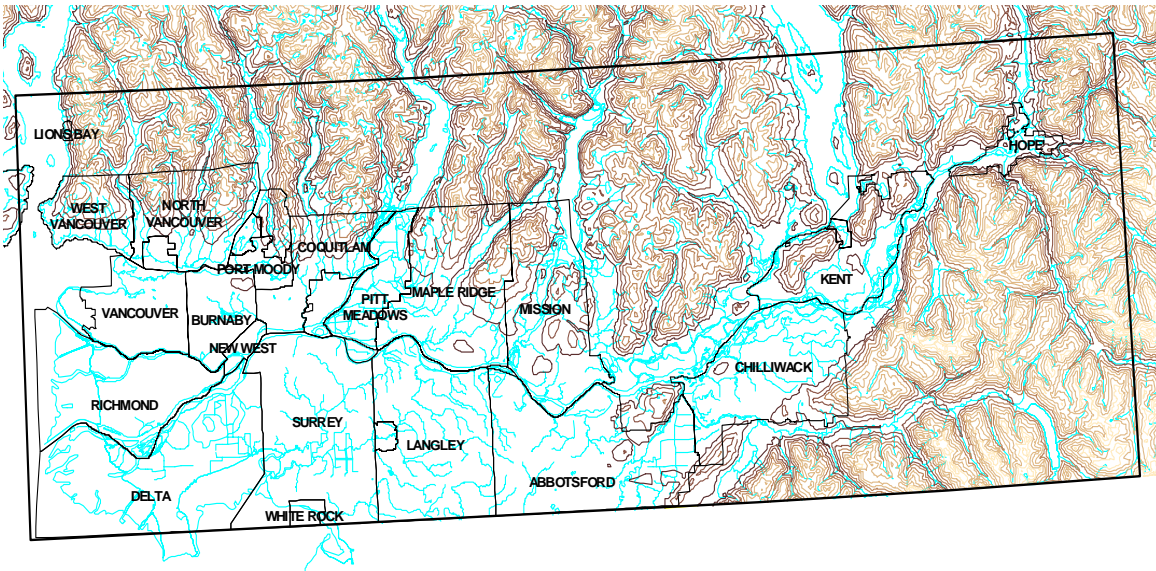 LIONS BAY
HOPE
WEST
VANCOUVER
NORTH
VANCOUVER
COQUITLAM
PORT MOODY
KENT
PITT
MEADOWS
MAPLE RIDGE
MISSION
VANCOUVER
BURNABY
NEW WEST
CHILLIWACK
RICHMOND
SURREY
LANGLEY
ABBOTSFORD
DELTA
WHITE ROCK